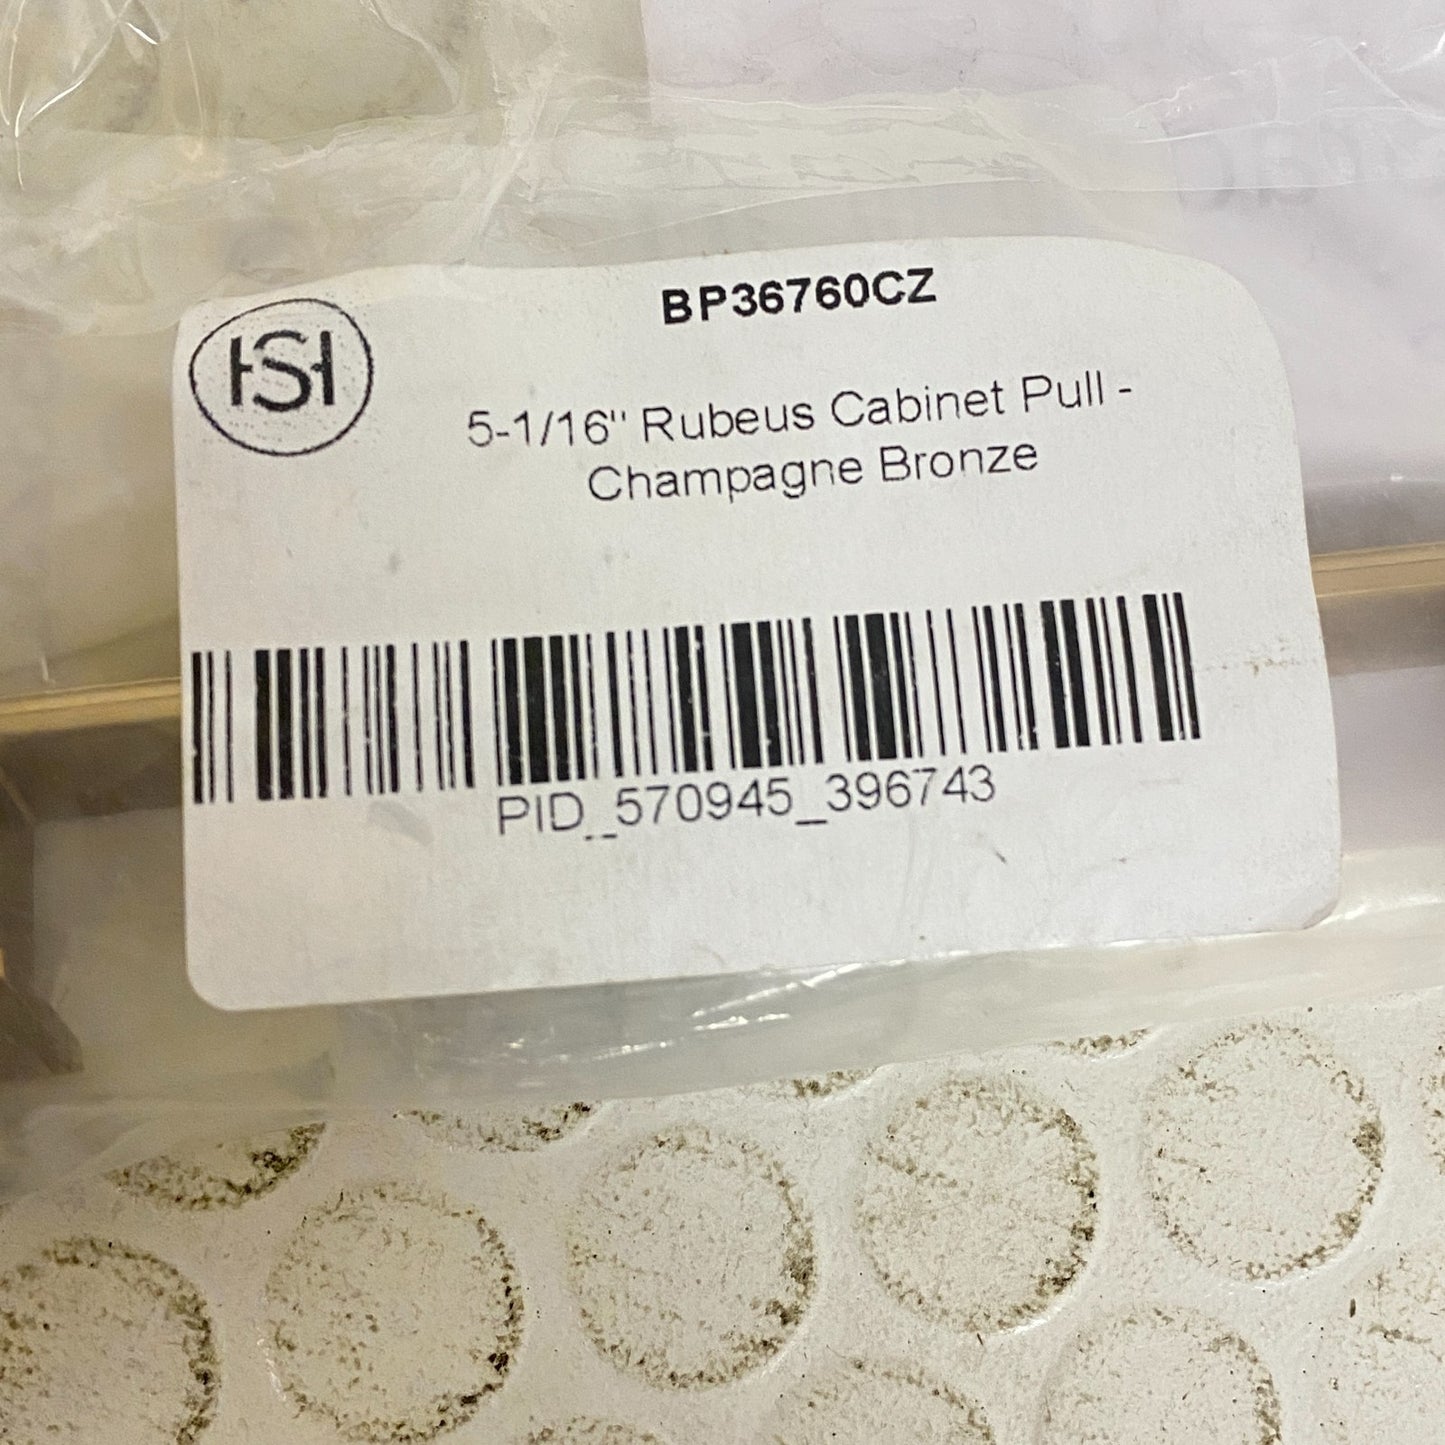 BP36760CZ
HSH
5-1/16" Rubeus Cabinet Pull -
Champagne Bronze
PID_570945_396743